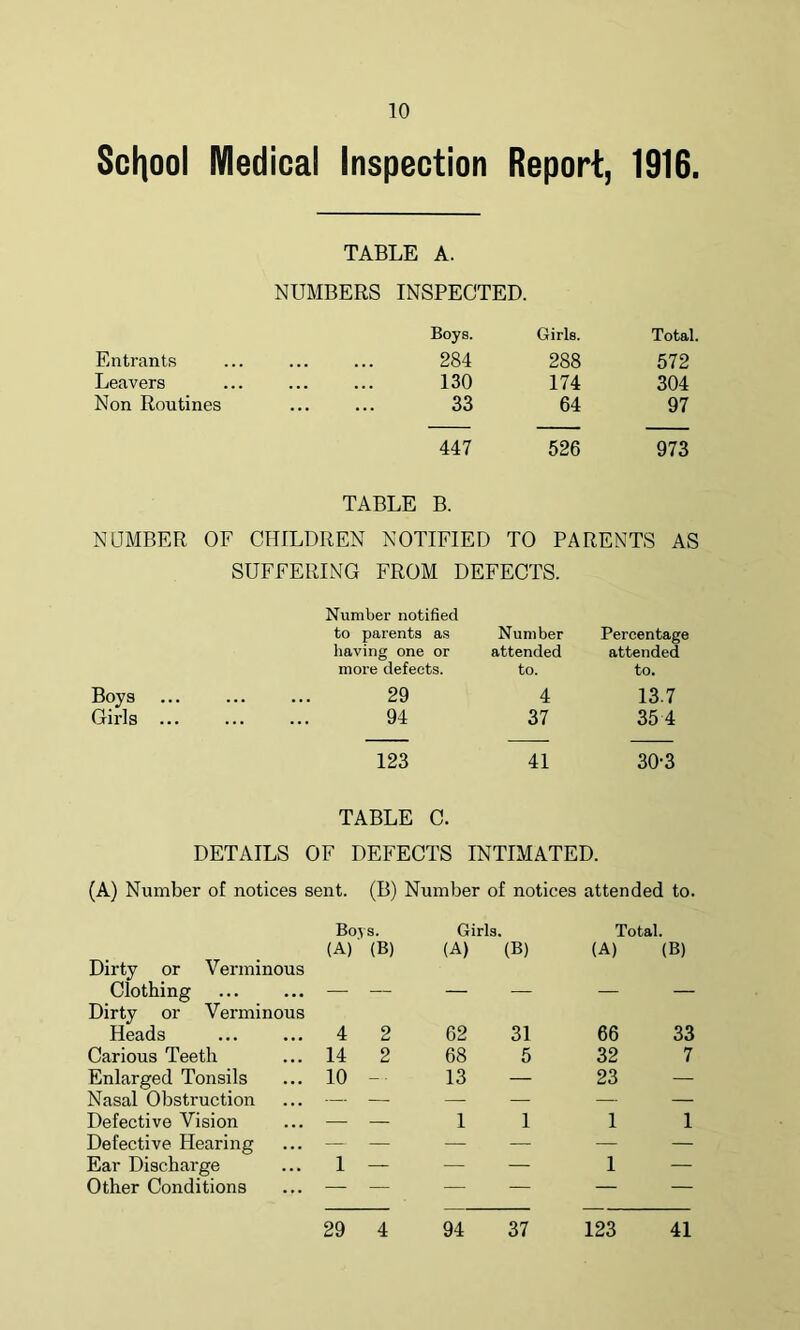 10
School Medical Inspection Report, 1916.
TABLE A.
NUMBERS INSPECTED.
Boys. Girls. Total.
Entrants ... ... ... 284 288 572
Leavers ... ... ... 130 174 304
Non Routines ... ... 33 64 97
447 526 973
TABLE B.
NUMBER OF CHILDREN NOTIFIED TO PARENTS AS
SUFFERING FROM DEFECTS.
Number notified
to parents as Number Percentage
having one or attended attended
more defects. to. to.
Boys ... ... ... 29 4 13.7
Girls ... ... ... 94 37 35 4
123 41 30·3
TABLE C.
DETAILS OF DEFECTS INTIMATED.
(A) Number of notices sent. (B) Number of notices attended to.
Boys. Girls. Total.
(A) (B) (A) (B) (A) (B)
Dirty or Verminous
Clothing ... ... — — — — — —
Dirty or Verminous
Heads ... ... 4 2 62 31 66 33
Carious Teeth ... 14 2 68 5 32 7
Enlarged Tonsils ... 10 — 13 — 23 —
Nasal Obstruction ... — — — — — —
Defective Vision ... — — 1 1 1 1
Defective Hearing ... — — — — — —
Ear Discharge ... 1 — — — 1 —
Other Conditions ... — — — — — —
29 4 94 37 123 41